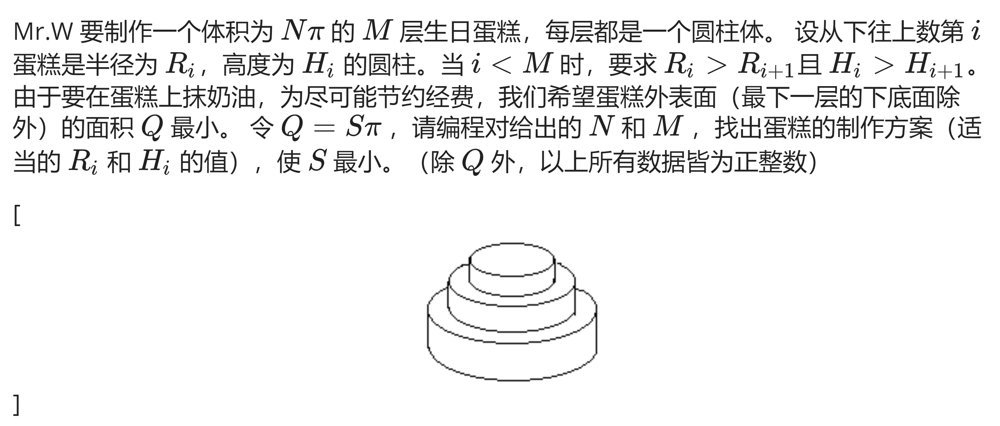 Mr.W 要制作一个体积为 Nπ 的 M 层生日蛋糕，每层都是一个圆柱体。 设从下往上数第 i
蛋糕是半径为 R_i，高度为 H_i 的圆柱。当 i < M 时，要求 R_i > R_{i+1}且 H_i > H_{i+1}。
由于要在蛋糕上抹奶油，为尽可能节约经费，我们希望蛋糕外表面（最下一层的下底面除
外）的面积 Q 最小。 令 Q = Sπ ，请编程对给出的 N 和 M ，找出蛋糕的制作方案（适
当的 R_i 和 H_i 的值），使 S 最小。（除 Q 外，以上所有数据皆为正整数）
[
]